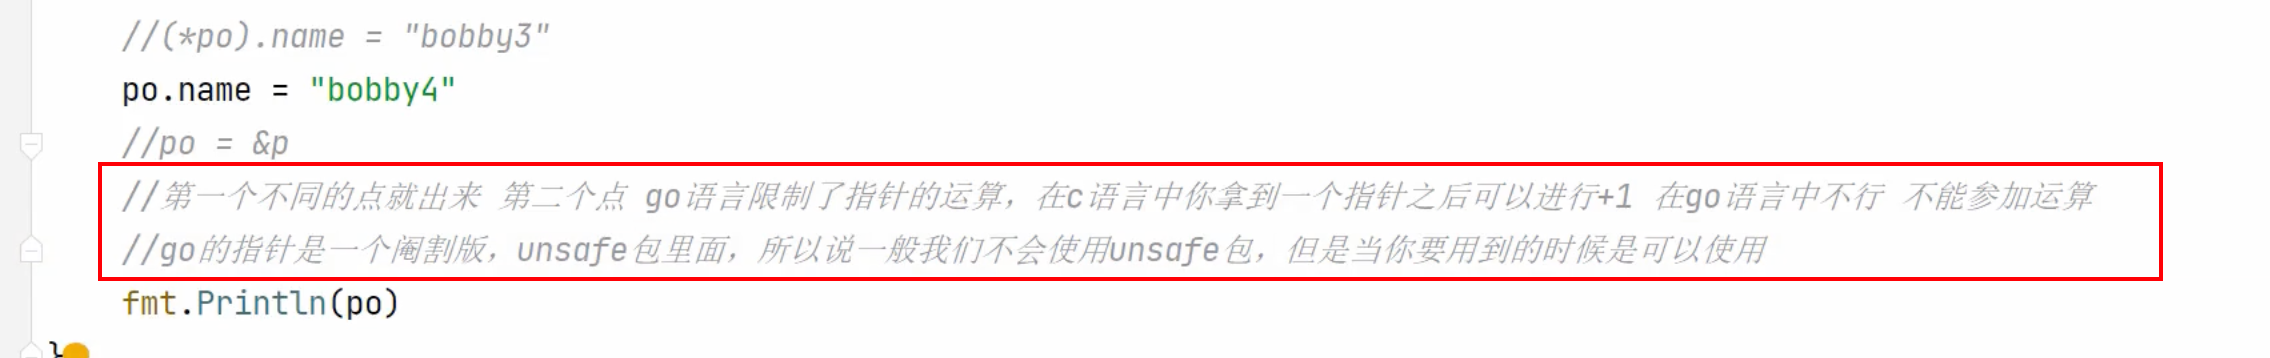 //(*po).name = "bobby3"
po.name = "bobby4"
//po = &p
//第一个不同的点就出来 第二个点 go语言限制了指针的运算，在c语言中你拿到一个指针之后可以进行+1 在go语言中不行 不能参加运算
//go的指针是一个阉割版，unsafe包里面，所以说一般我们不会使用unsafe包，但是当你要用到的时候是可以使用
fmt.Println(po)
}